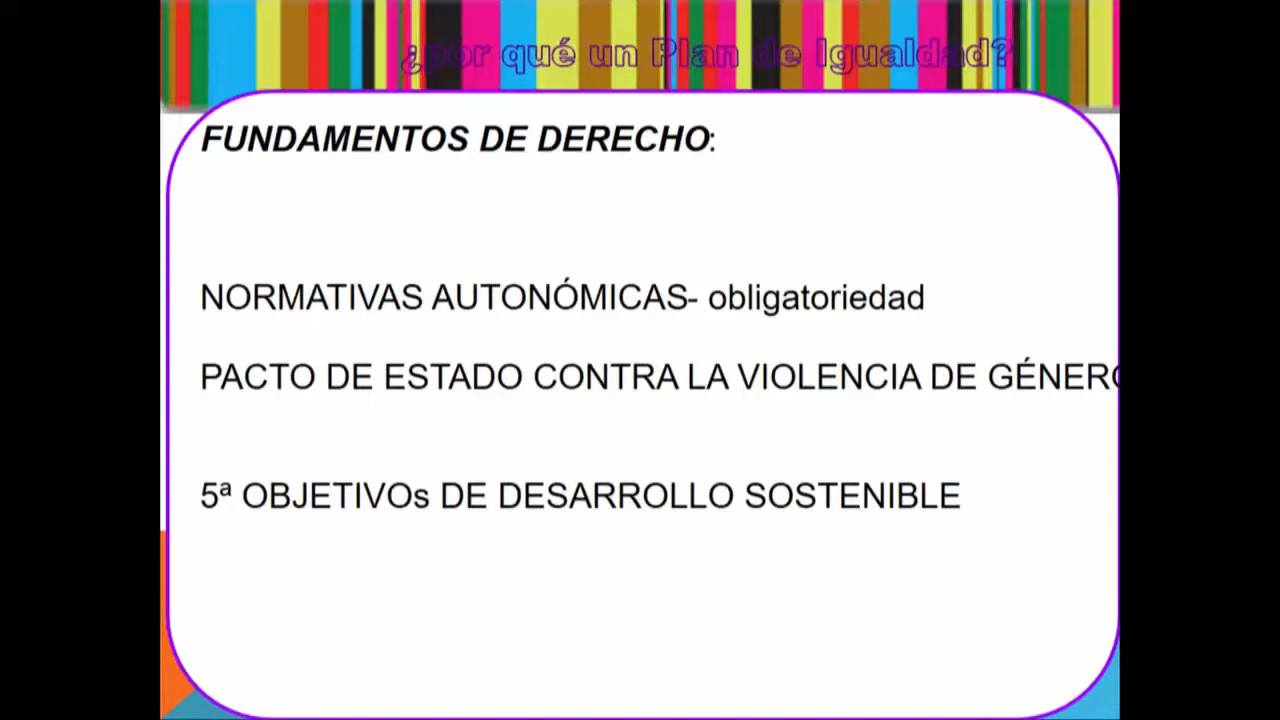 ¿por qué un Plan de Igualdad?
FUNDAMENTOS DE DERECHO:
NORMATIVAS AUTONÓMICAS- obligatoriedad
PACTO DE ESTADO CONTRA LA VIOLENCIA DE GÉNERO
5ª OBJETIVOs DE DESARROLLO SOSTENIBLE